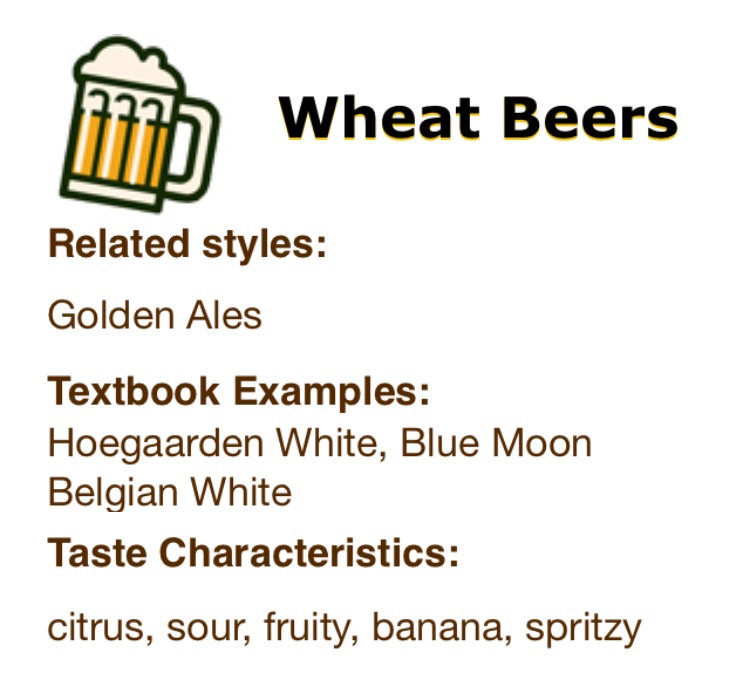 Wheat Beers
Related styles:
Golden Ales
Textbook Examples:
Hoegaarden White, Blue Moon
Belgian White
Taste Characteristics:
citrus, sour, fruity, banana, spritzy